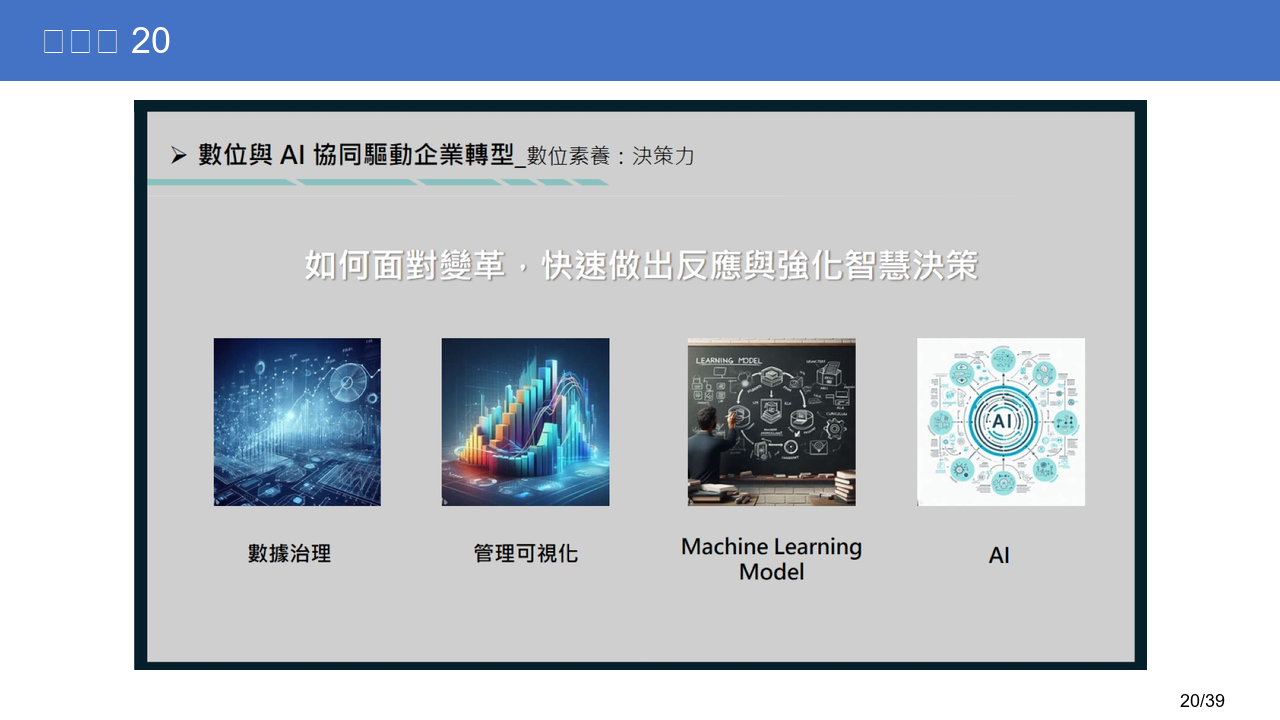 □□□ 20
➢ 數位與 AI 協同驅動企業轉型_數位素養：決策力
如何面對變革，快速做出反應與強化智慧決策
LEARNING MODEL
AI
數據治理
管理可視化
Machine Learning
Model
AI
20/39